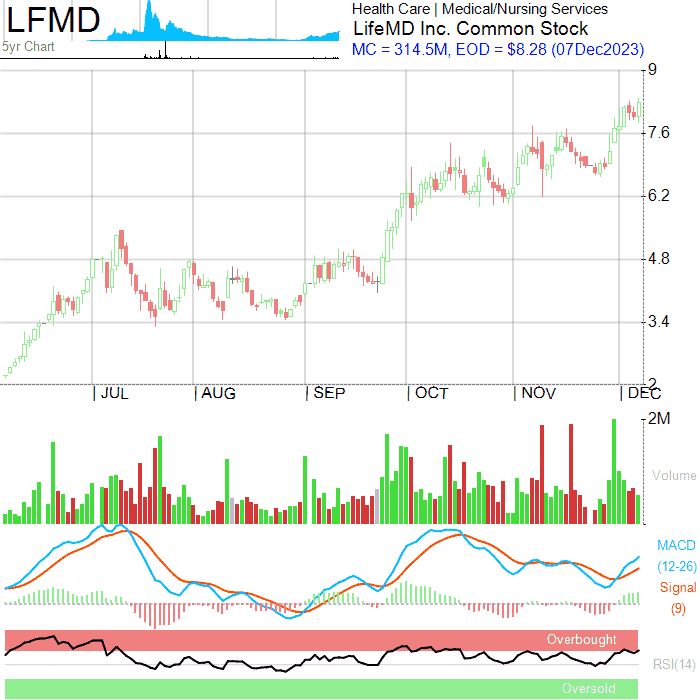 LFMD
5yr Chart
Health Care | Medical/Nursing Services
LifeMD Inc. Common Stock
MC = 314.5M, EOD = $8.28 (07Dec2023)
9
7.6
6.2
4.8
3.4
2
| JUL | AUG | SEP | OCT | NOV | DEC
2M
Volume
MACD
(12-26)
Signal
(9)
Overbought
RSI(14)
Oversold